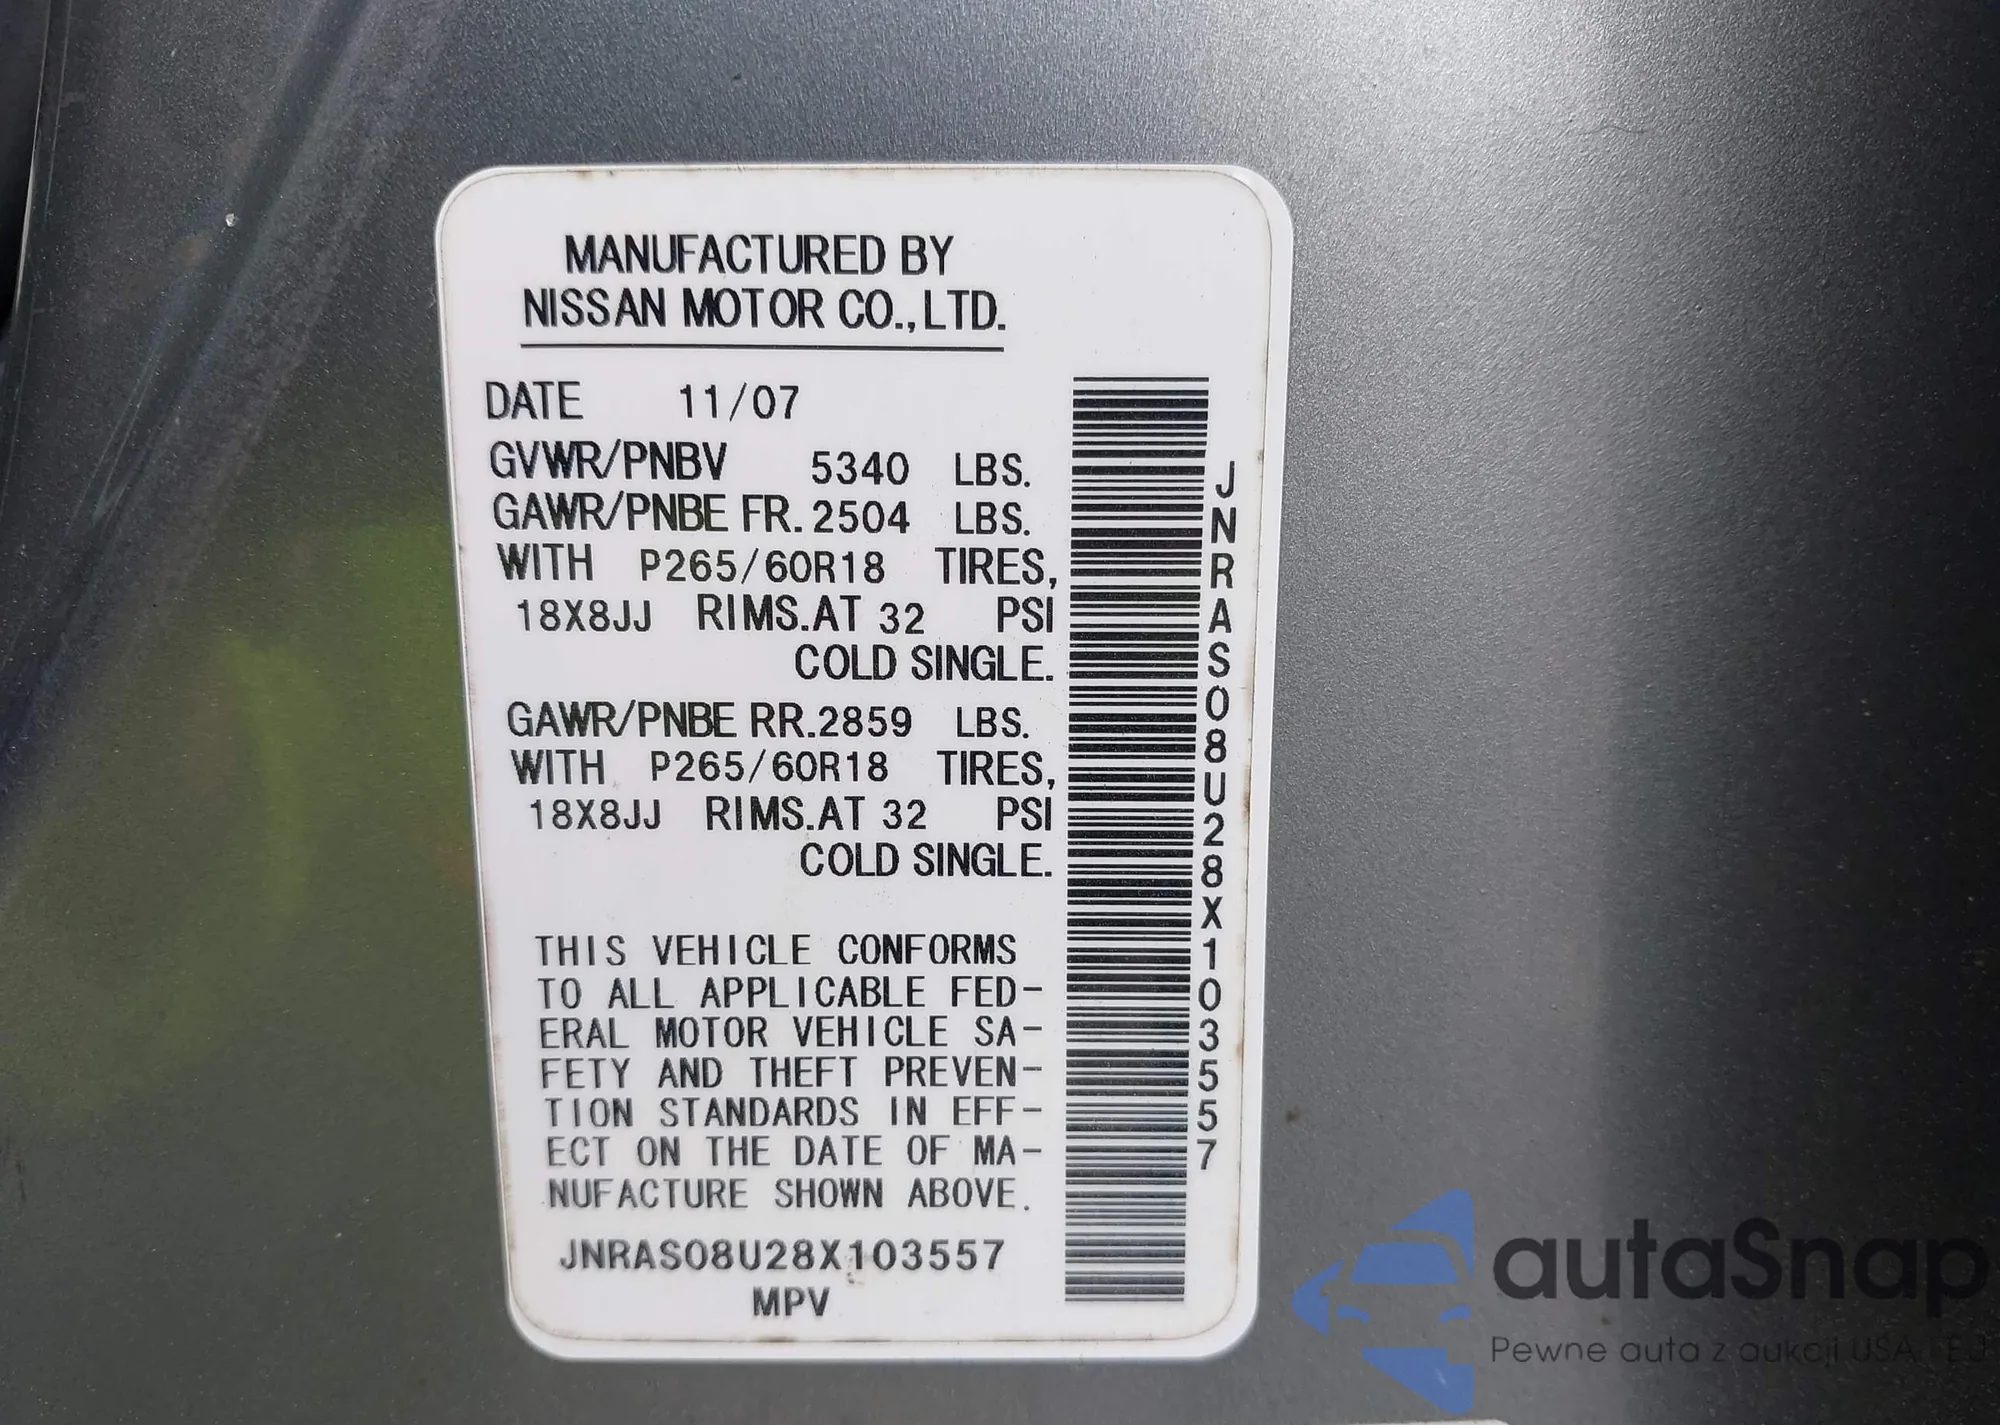 MANUFACTURED BY
NISSAN MOTOR CO.,LTD.
DATE 11/07
GVWR/PNBV 5340 LBS.
GAWR/PNBE FR.2504 LBS.
WITH P265/60R18 TIRES,
18X8JJ RIMS.AT 32 PSI
COLD SINGLE.
GAWR/PNBE RR.2859 LBS.
WITH P265/60R18 TIRES,
18X8JJ RIMS.AT 32 PSI
COLD SINGLE.
THIS VEHICLE CONFORMS
TO ALL APPLICABLE FED-
ERAL MOTOR VEHICLE SA-
FETY AND THEFT PREVEN-
TION STANDARDS IN EFF-
ECT ON THE DATE OF MA-
NUFACTURE SHOWN ABOVE.
JNRAS08U28X103557
MPV
JNRAS08U28X103557
autaSnap
Pewne auta z aukcji USA